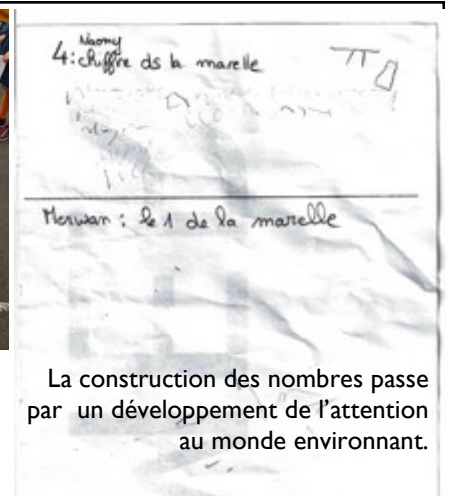 Naomy
4: chiffre ds la marelle
Merwan : le 1 de la marelle
La construction des nombres passe
par un développement de l'attention
au monde environnant.